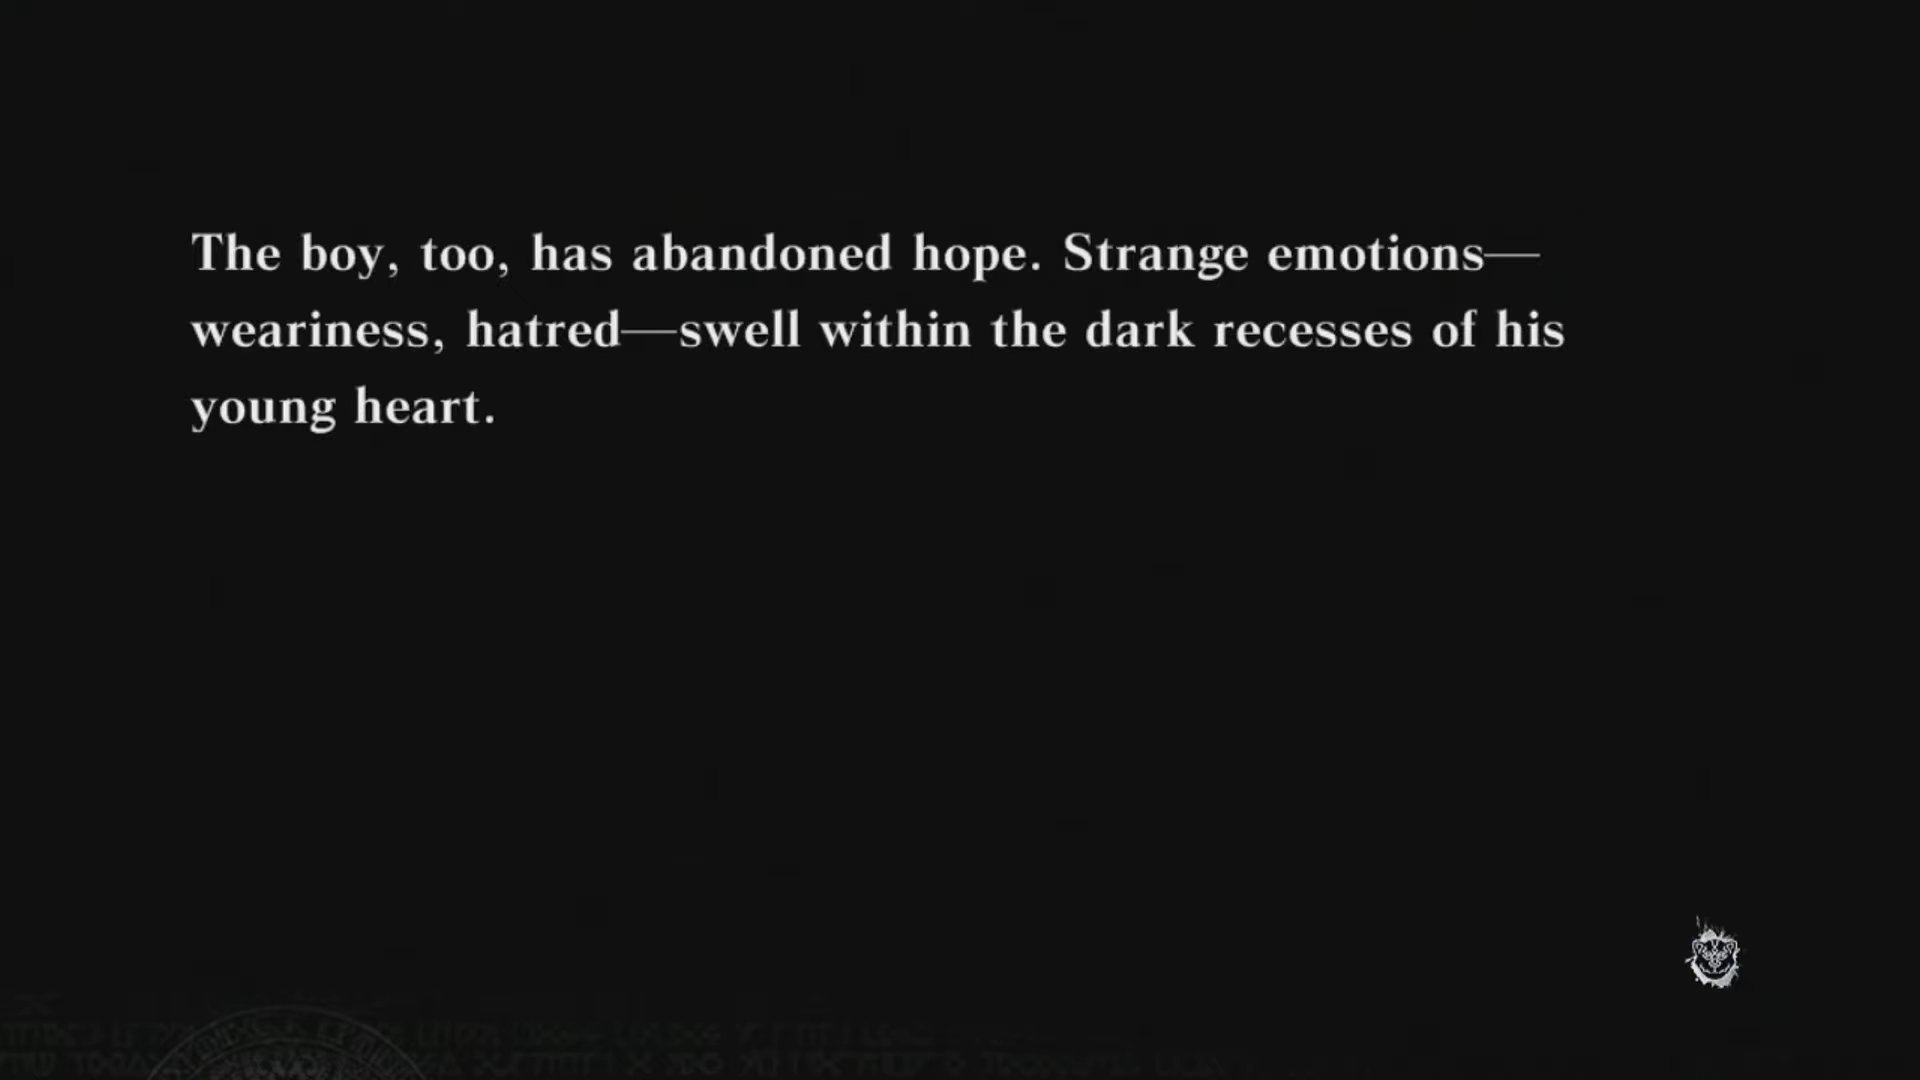 The boy, too, has abandoned hope. Strange emotions—
weariness, hatred—swell within the dark recesses of his
young heart.